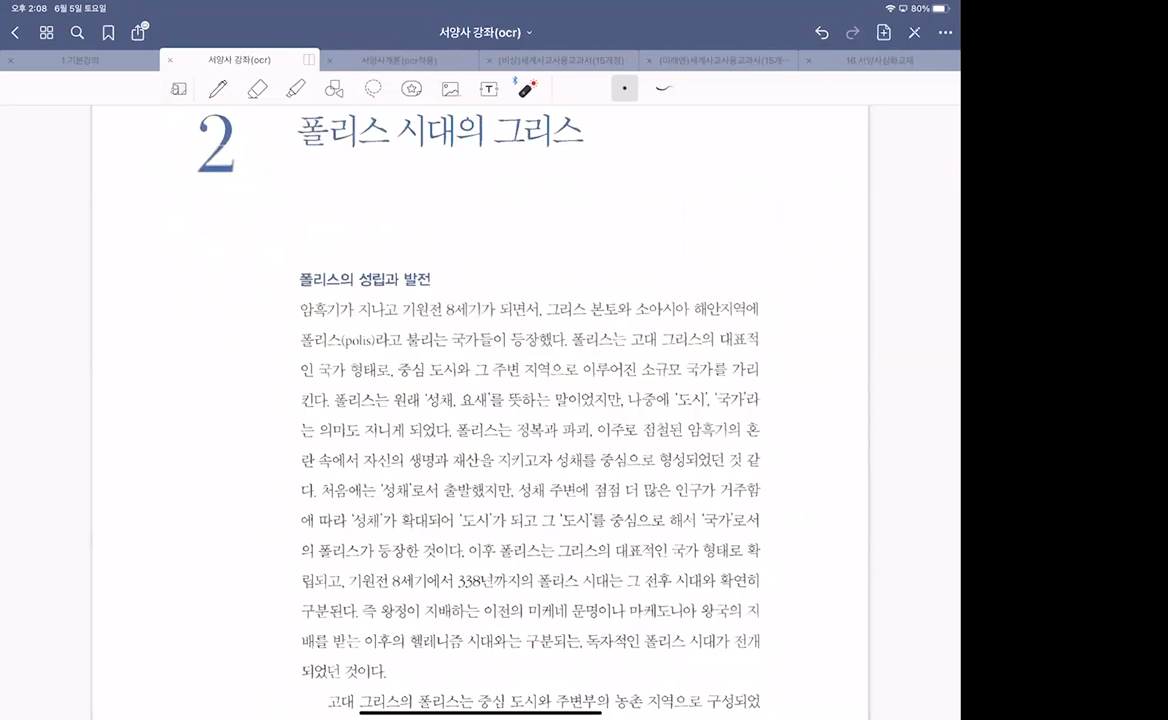 오후 2:08 6월 5일 토요일
80%
서양사 강좌(ocr)
1.기본강의
서양사 강좌(ocr)
서양사개론(ocr적용)
(비상)세계사교사용교과서(15개정)
(미래엔)세계사교사용교과서(15개…
16.서양사심화교재
2 폴리스 시대의 그리스
폴리스의 성립과 발전
암흑기가 지나고 기원전 8세기가 되면서, 그리스 본토와 소아시아 해안지역에
폴리스(polis)라고 불리는 국가들이 등장했다. 폴리스는 고대 그리스의 대표적
인 국가 형태로, 중심 도시와 그 주변 지역으로 이루어진 소규모 국가를 가리
킨다. 폴리스는 원래 ‘성채, 요새’를 뜻하는 말이었지만, 나중에 ‘도시’, ‘국가’라
는 의미도 지니게 되었다. 폴리스는 정복과 파괴, 이주로 점철된 암흑기의 혼
란 속에서 자신의 생명과 재산을 지키고자 성채를 중심으로 형성되었던 것 같
다. 처음에는 ‘성채’로서 출발했지만, 성채 주변에 점점 더 많은 인구가 거주함
에 따라 ‘성채’가 확대되어 ‘도시’가 되고 그 ‘도시’를 중심으로 해서 ‘국가’로서
의 폴리스가 등장한 것이다. 이후 폴리스는 그리스의 대표적인 국가 형태로 확
립되고, 기원전 8세기에서 338년까지의 폴리스 시대는 그 전후 시대와 확연히
구분된다. 즉 왕정이 지배하는 이전의 미케네 문명이나 마케도니아 왕국의 지
배를 받는 이후의 헬레니즘 시대와는 구분되는, 독자적인 폴리스 시대가 전개
되었던 것이다.
고대 그리스의 폴리스는 중심 도시와 주변부의 농촌 지역으로 구성되었